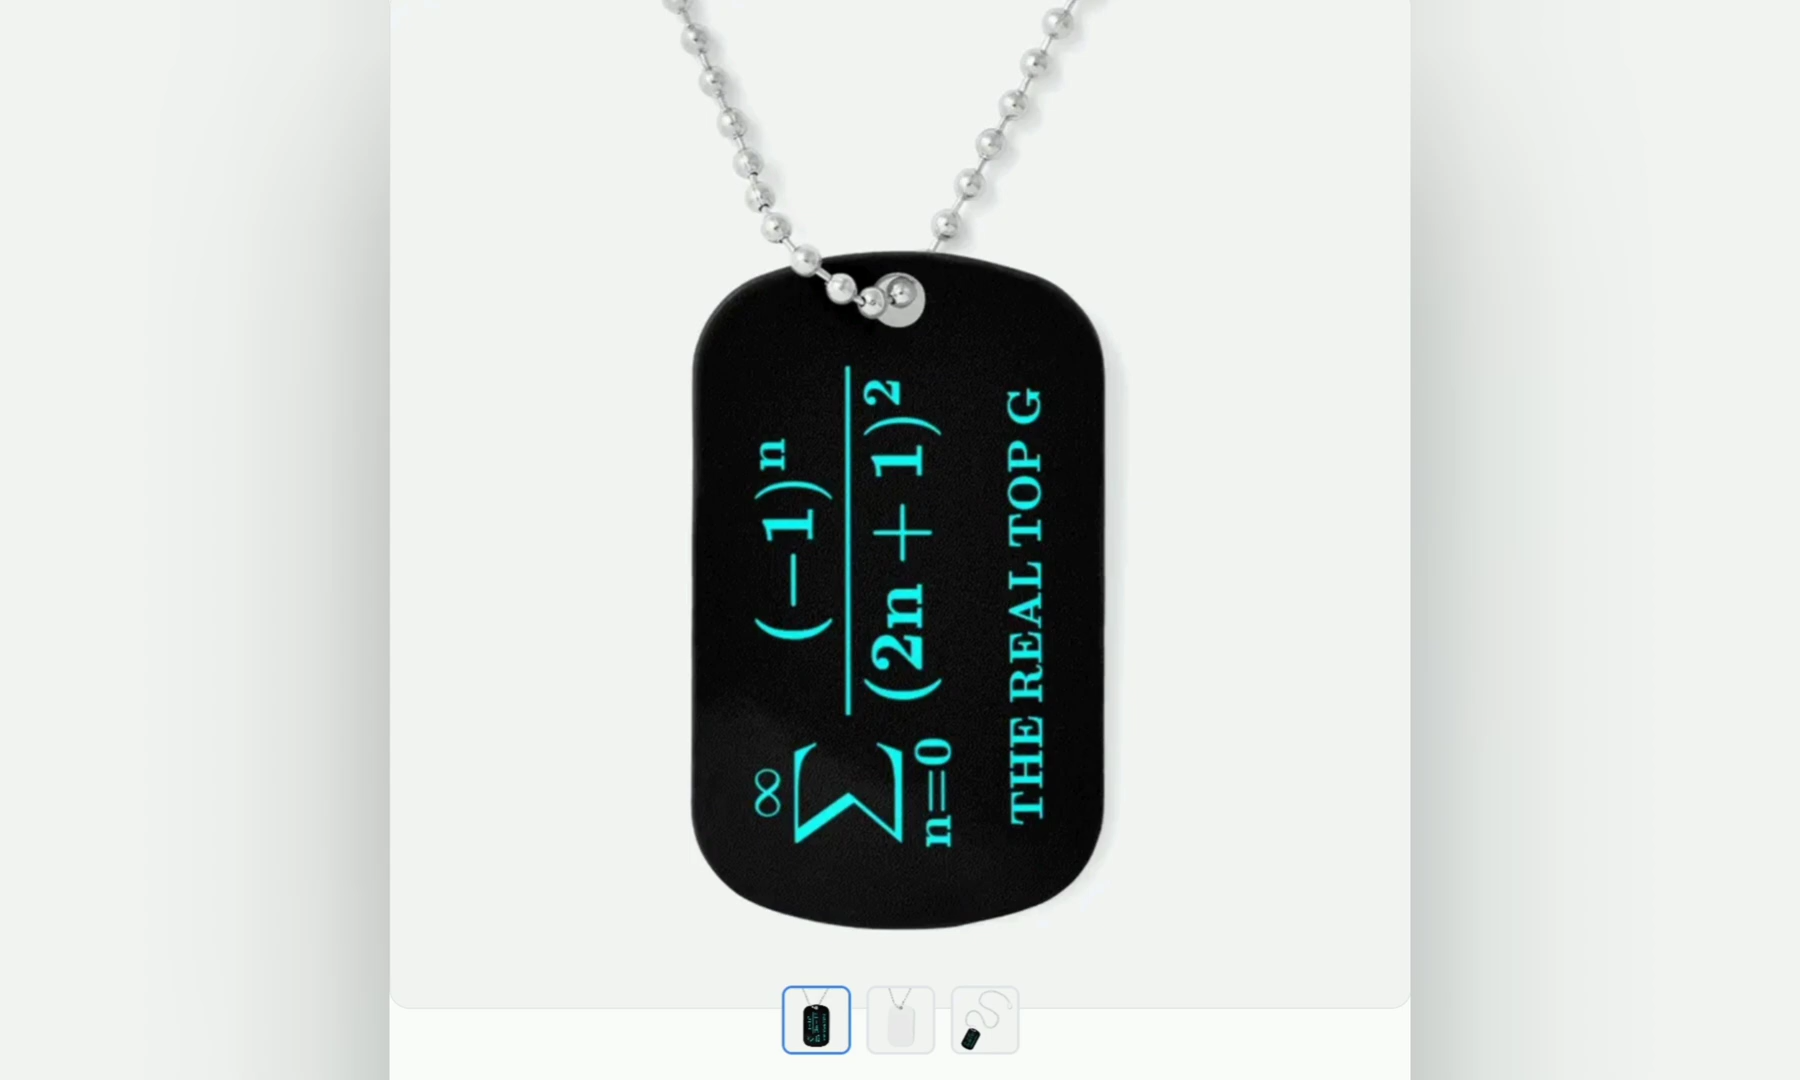 ∞
∑ (−1)ⁿ / (2n + 1)²
n=0
THE REAL TOP G